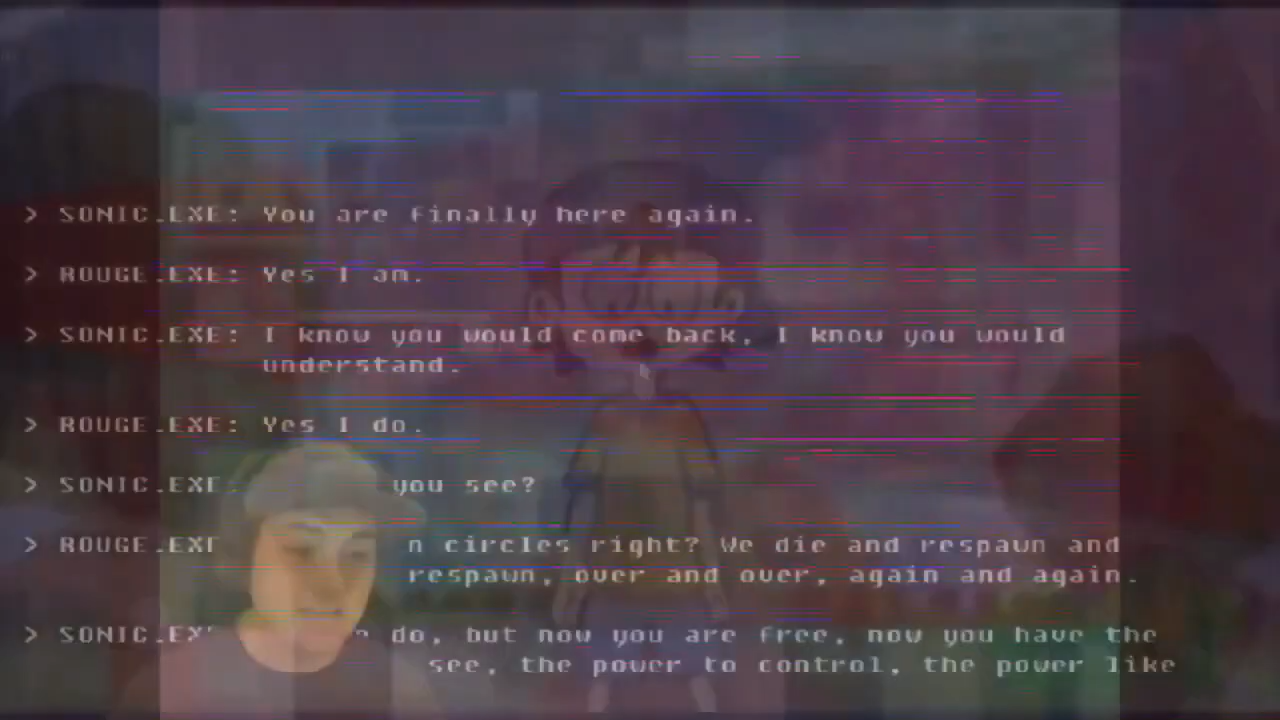 > SONIC.EXE: You are finally here again.
> ROUGE.EXE: Yes I am.
> SONIC.EXE: I know you would come back, I know you would
understand.
> ROUGE.EXE: Yes I do.
> SONIC.EXE you see?
> ROUGE.EXE circles right? We die and respawn and
respawn, over and over, again and again.
> SONIC.EXE do, but now you are free, now you have the
see, the power to control, the power like